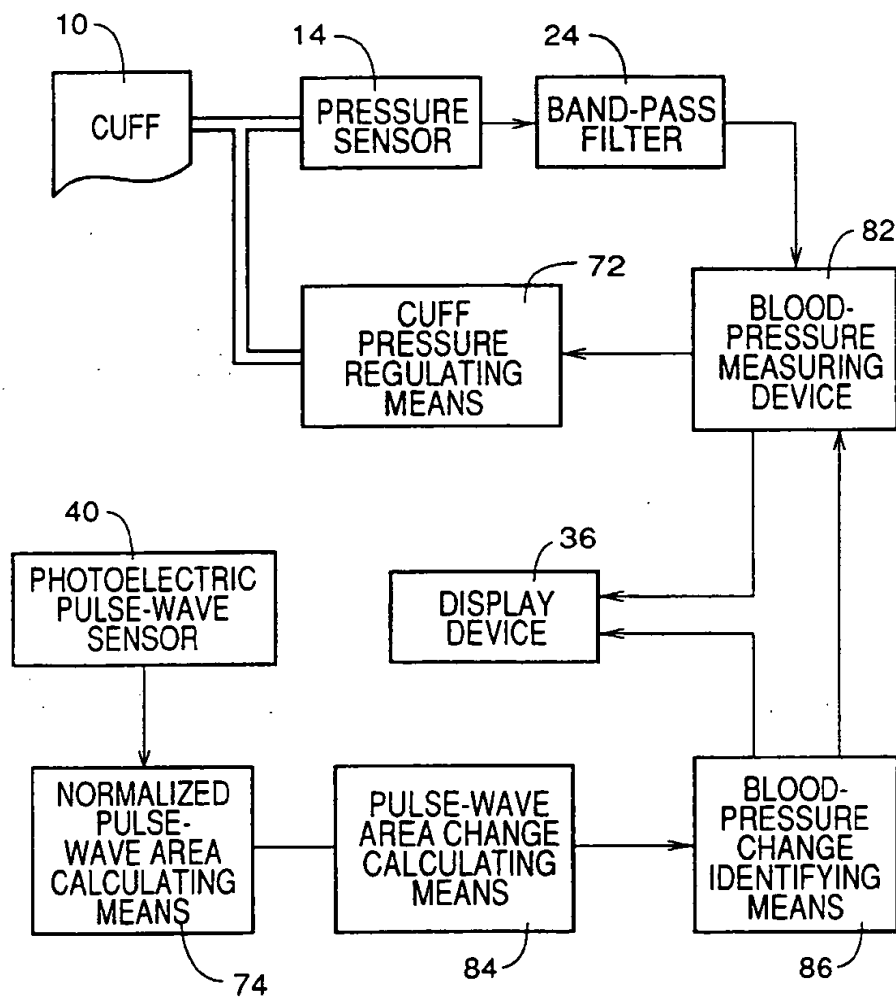 10
14
24
CUFF
PRESSURE
SENSOR
BAND-PASS
FILTER
82
72
CUFF
PRESSURE
REGULATING
MEANS
BLOOD-
PRESSURE
MEASURING
DEVICE
40
36
PHOTOELECTRIC
PULSE-WAVE
SENSOR
DISPLAY
DEVICE
NORMALIZED
PULSE-
WAVE AREA
CALCULATING
MEANS
PULSE-WAVE
AREA CHANGE
CALCULATING
MEANS
BLOOD-
PRESSURE
CHANGE
IDENTIFYING
MEANS
74
84
86